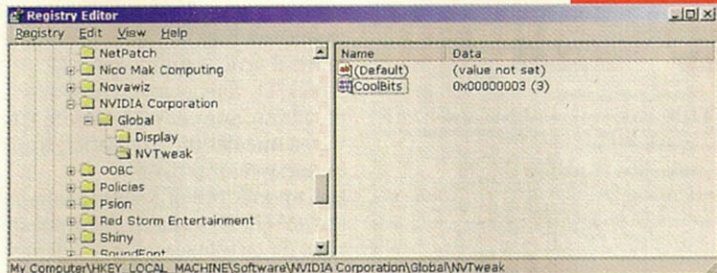 Registry Editor
Registry Edit View Help
NetPatch
Nico Mak Computing
Novawiz
NVIDIA Corporation
Global
Display
NVTweak
ODBC
Policies
Psion
Red Storm Entertainment
Shiny
SoundFont
Name Data
(Default) (value not set)
CoolBits 0x00000003 (3)
My Computer\HKEY_LOCAL_MACHINE\Software\NVIDIA Corporation\Global\NVTweak